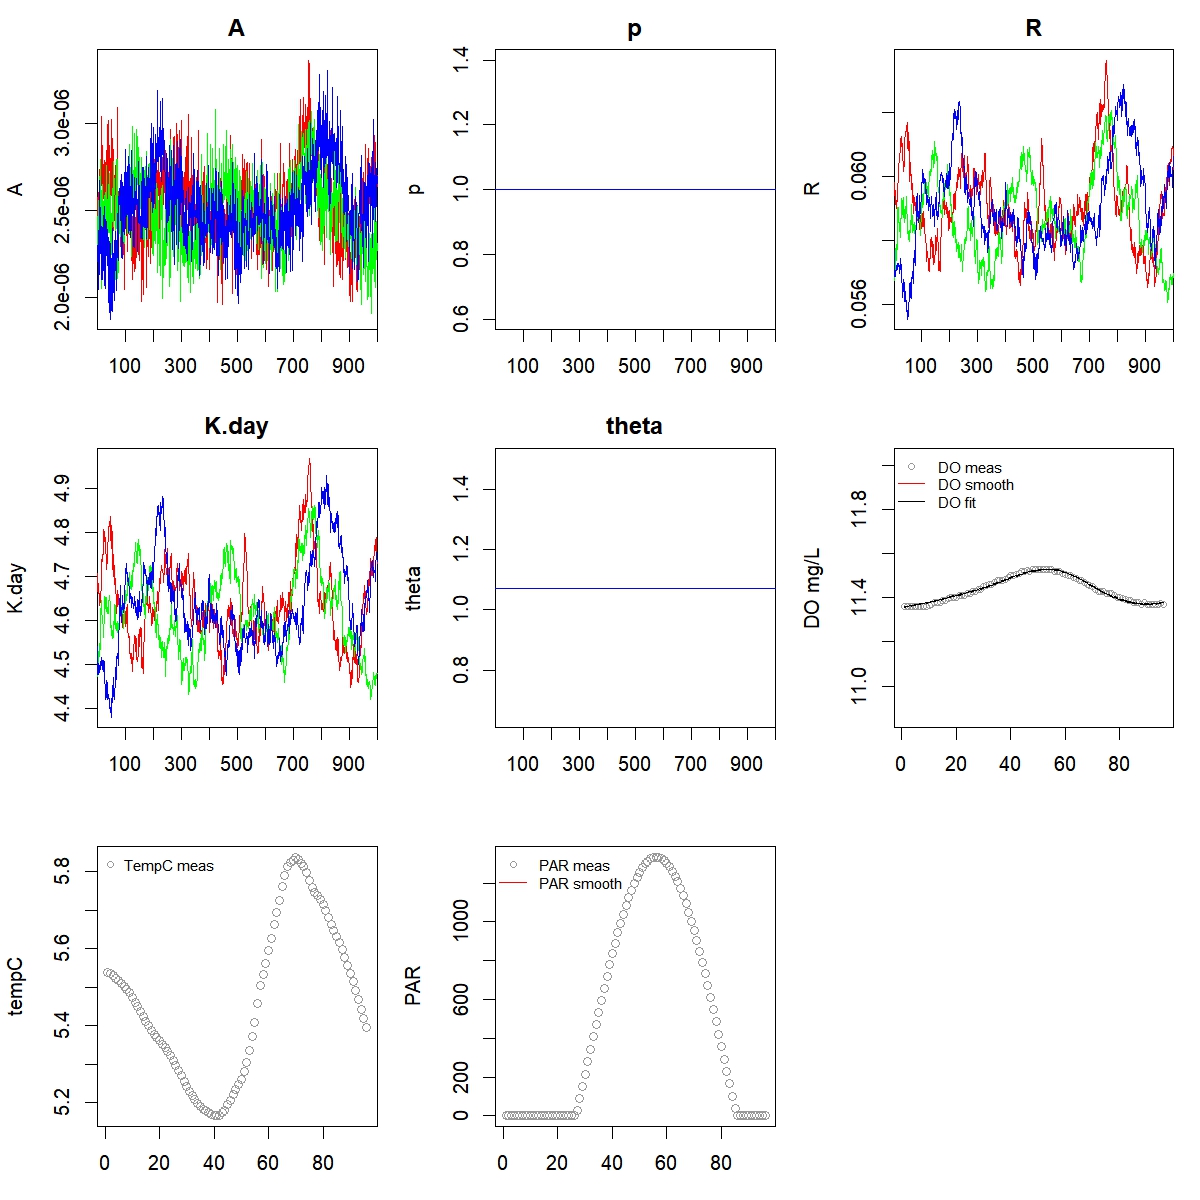 A
A
2.0e-06 2.5e-06 3.0e-06
100 300 500 700 900
p
p
0.6 0.8 1.0 1.2 1.4
100 300 500 700 900
R
R
0.056 0.060
100 300 500 700 900
K.day
K.day
4.4 4.5 4.6 4.7 4.8 4.9
100 300 500 700 900
theta
theta
0.8 1.0 1.2 1.4
100 300 500 700 900
DO mg/L
11.0 11.4 11.8
DO meas
DO smooth
DO fit
0 20 40 60 80
tempC
5.2 5.4 5.6 5.8
TempC meas
0 20 40 60 80
PAR
0 200 600 1000
PAR meas
PAR smooth
0 20 40 60 80